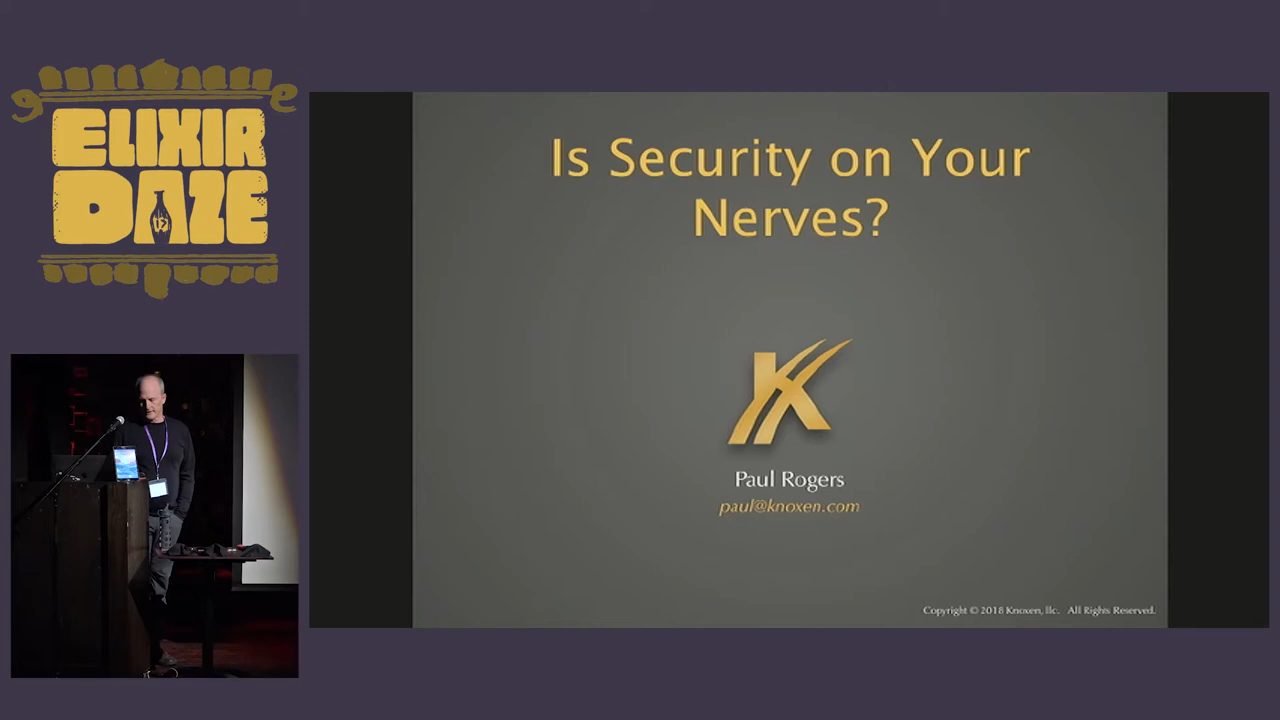 ELIXIR
DAZE
Is Security on Your
Nerves?
K
Paul Rogers
paul@knoxen.com
Copyright © 2018 Knoxen, llc. All Rights Reserved.